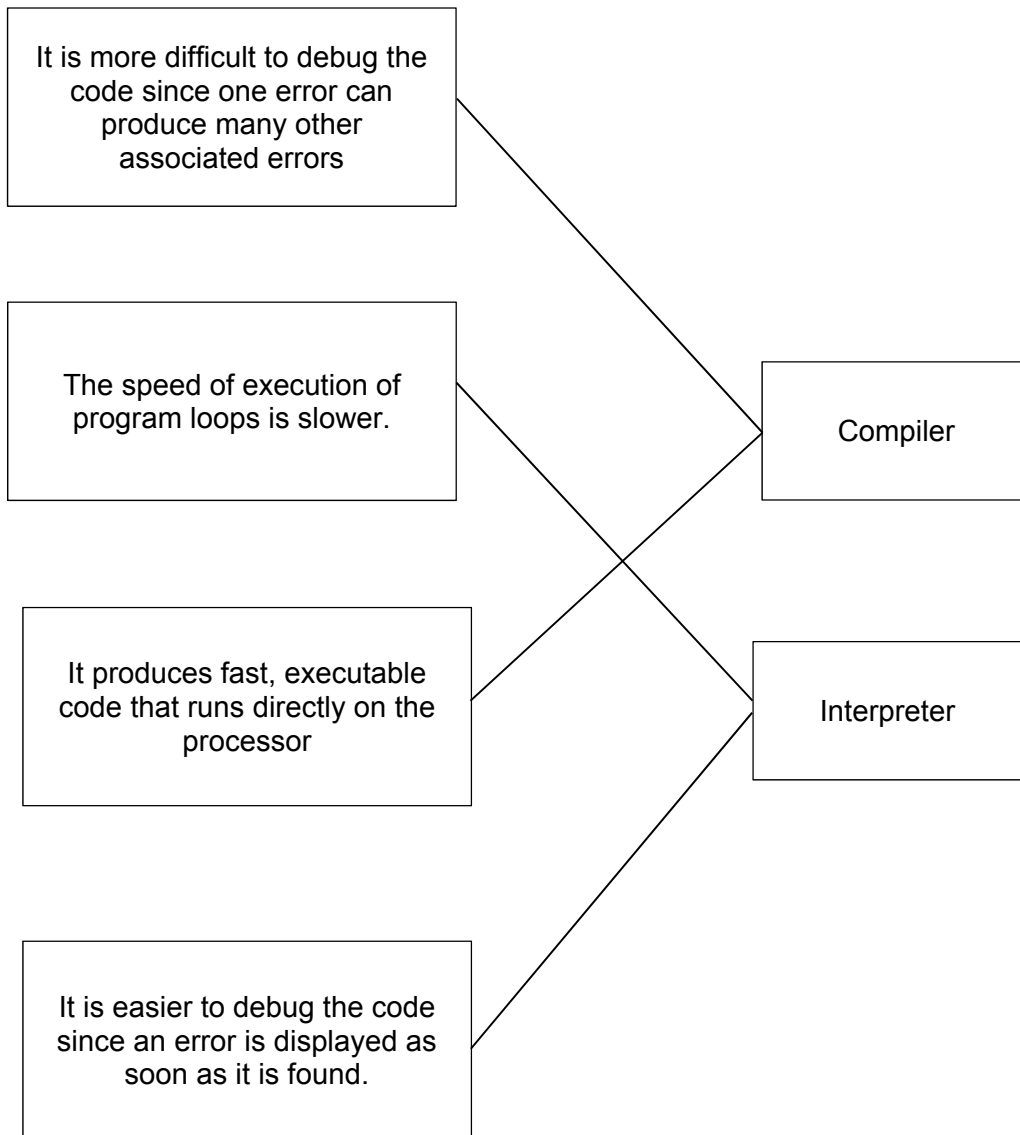 It is more difficult to debug the
code since one error can
produce many other
associated errors
The speed of execution of
program loops is slower.
Compiler
It produces fast, executable
code that runs directly on the
processor
Interpreter
It is easier to debug the code
since an error is displayed as
soon as it is found.